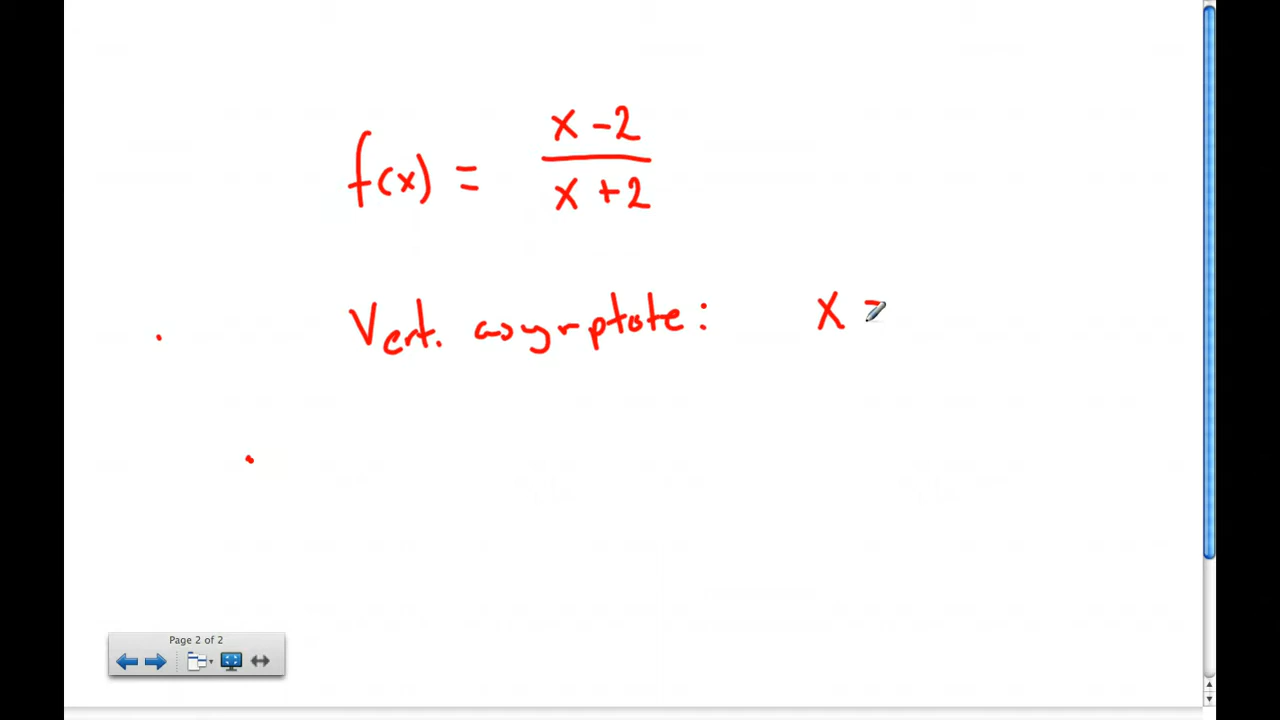 f(x) = x - 2 / x + 2
Vert. asymptote: x =
Page 2 of 2